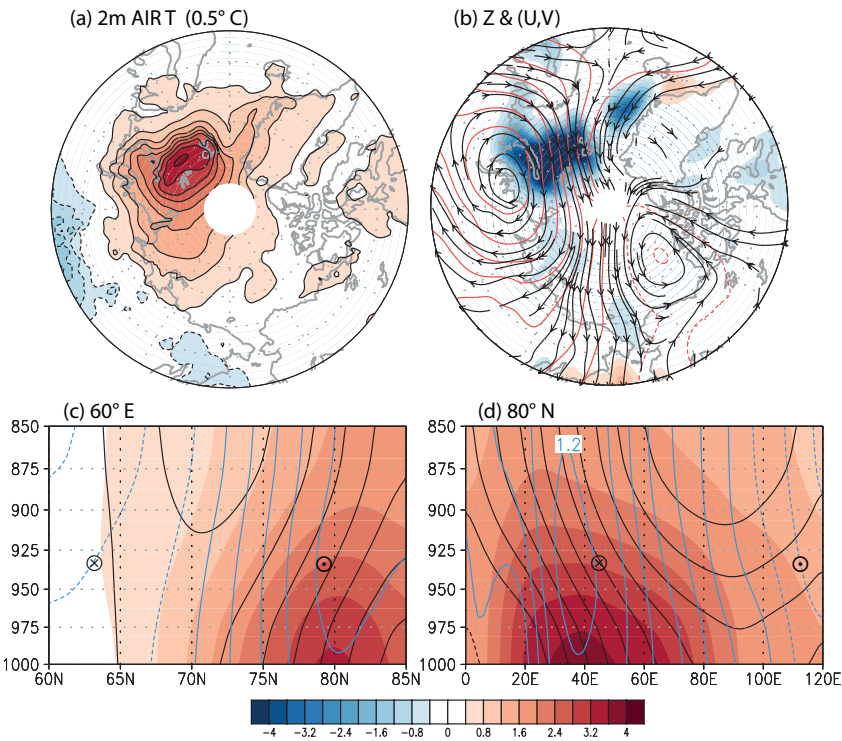 (a) 2m AIR T (0.5° C)
(b) Z & (U,V)
(c) 60° E
(d) 80° N
850
875
900
925
950
975
1000
60N 65N 70N 75N 80N 85N
850
875
900
925
950
975
1000
1.2
0 20E 40E 60E 80E 100E 120E
−4 −3.2 −2.4 −1.6 −0.8 0 0.8 1.6 2.4 3.2 4